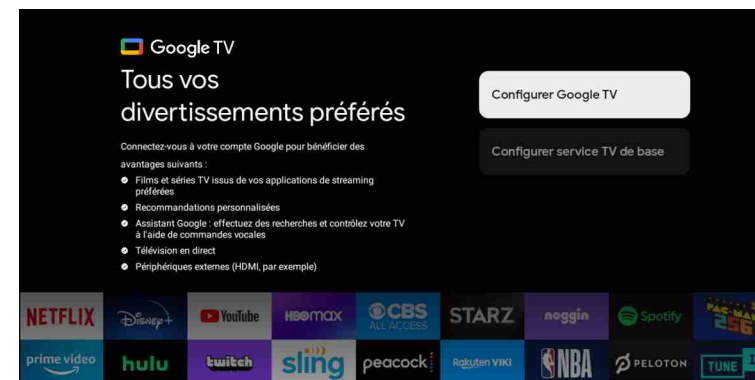 Google TV
Tous vos
divertissements préférés
Connectez-vous à votre compte Google pour bénéficier des
avantages suivants :
Films et séries TV issus de vos applications de streaming
préférées
Recommandations personnalisées
Assistant Google : effectuez des recherches et contrôlez votre TV
à l'aide de commandes vocales
Télévision en direct
Périphériques externes (HDMI, par exemple)
Configurer Google TV
Configurer service TV de base
NETFLIX
Disney+
YouTube
HBOMAX
CBS
ALL ACCESS
STARZ
noggin
Spotify
PAC-MAN
256
prime video
hulu
twitch
sling
peacock
Rakuten VIKI
NBA
PELOTON
TUNE